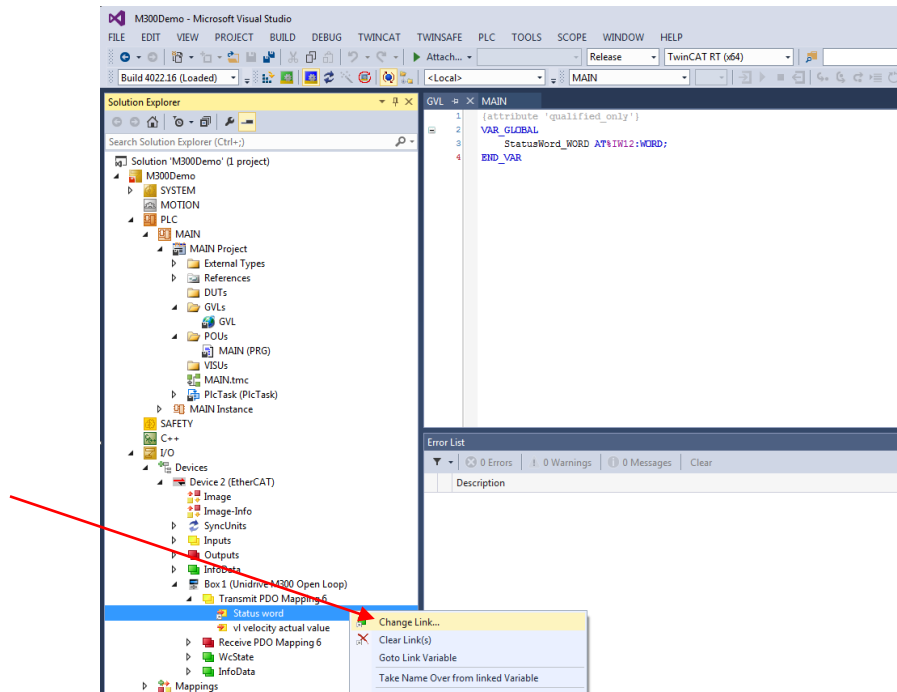 M300Demo - Microsoft Visual Studio
FILE EDIT VIEW PROJECT BUILD DEBUG TWINCAT TWINSAFE PLC TOOLS SCOPE WINDOW HELP
Attach... Release TwinCAT RT (x64)
Build 4022.16 (Loaded) <Local> MAIN
Solution Explorer
Search Solution Explorer (Ctrl+;)
Solution 'M300Demo' (1 project)
M300Demo
SYSTEM
MOTION
PLC
MAIN
MAIN Project
External Types
References
DUTs
GVLs
GVL
POUs
MAIN (PRG)
VISUs
MAIN.tmc
PlcTask (PlcTask)
MAIN Instance
SAFETY
C++
I/O
Devices
Device 2 (EtherCAT)
Image
Image-Info
SyncUnits
Inputs
Outputs
InfoData
Box 1 (Unidrive M300 Open Loop)
Transmit PDO Mapping 6
Status word
vl velocity actual value
Receive PDO Mapping 6
WcState
InfoData
Mappings
GVL MAIN
1 {attribute 'qualified_only'}
2 VAR_GLOBAL
3 StatusWord_WORD AT%IW12:WORD;
4 END_VAR
Error List
0 Errors 0 Warnings 0 Messages Clear
Description
Change Link...
Clear Link(s)
Goto Link Variable
Take Name Over from linked Variable